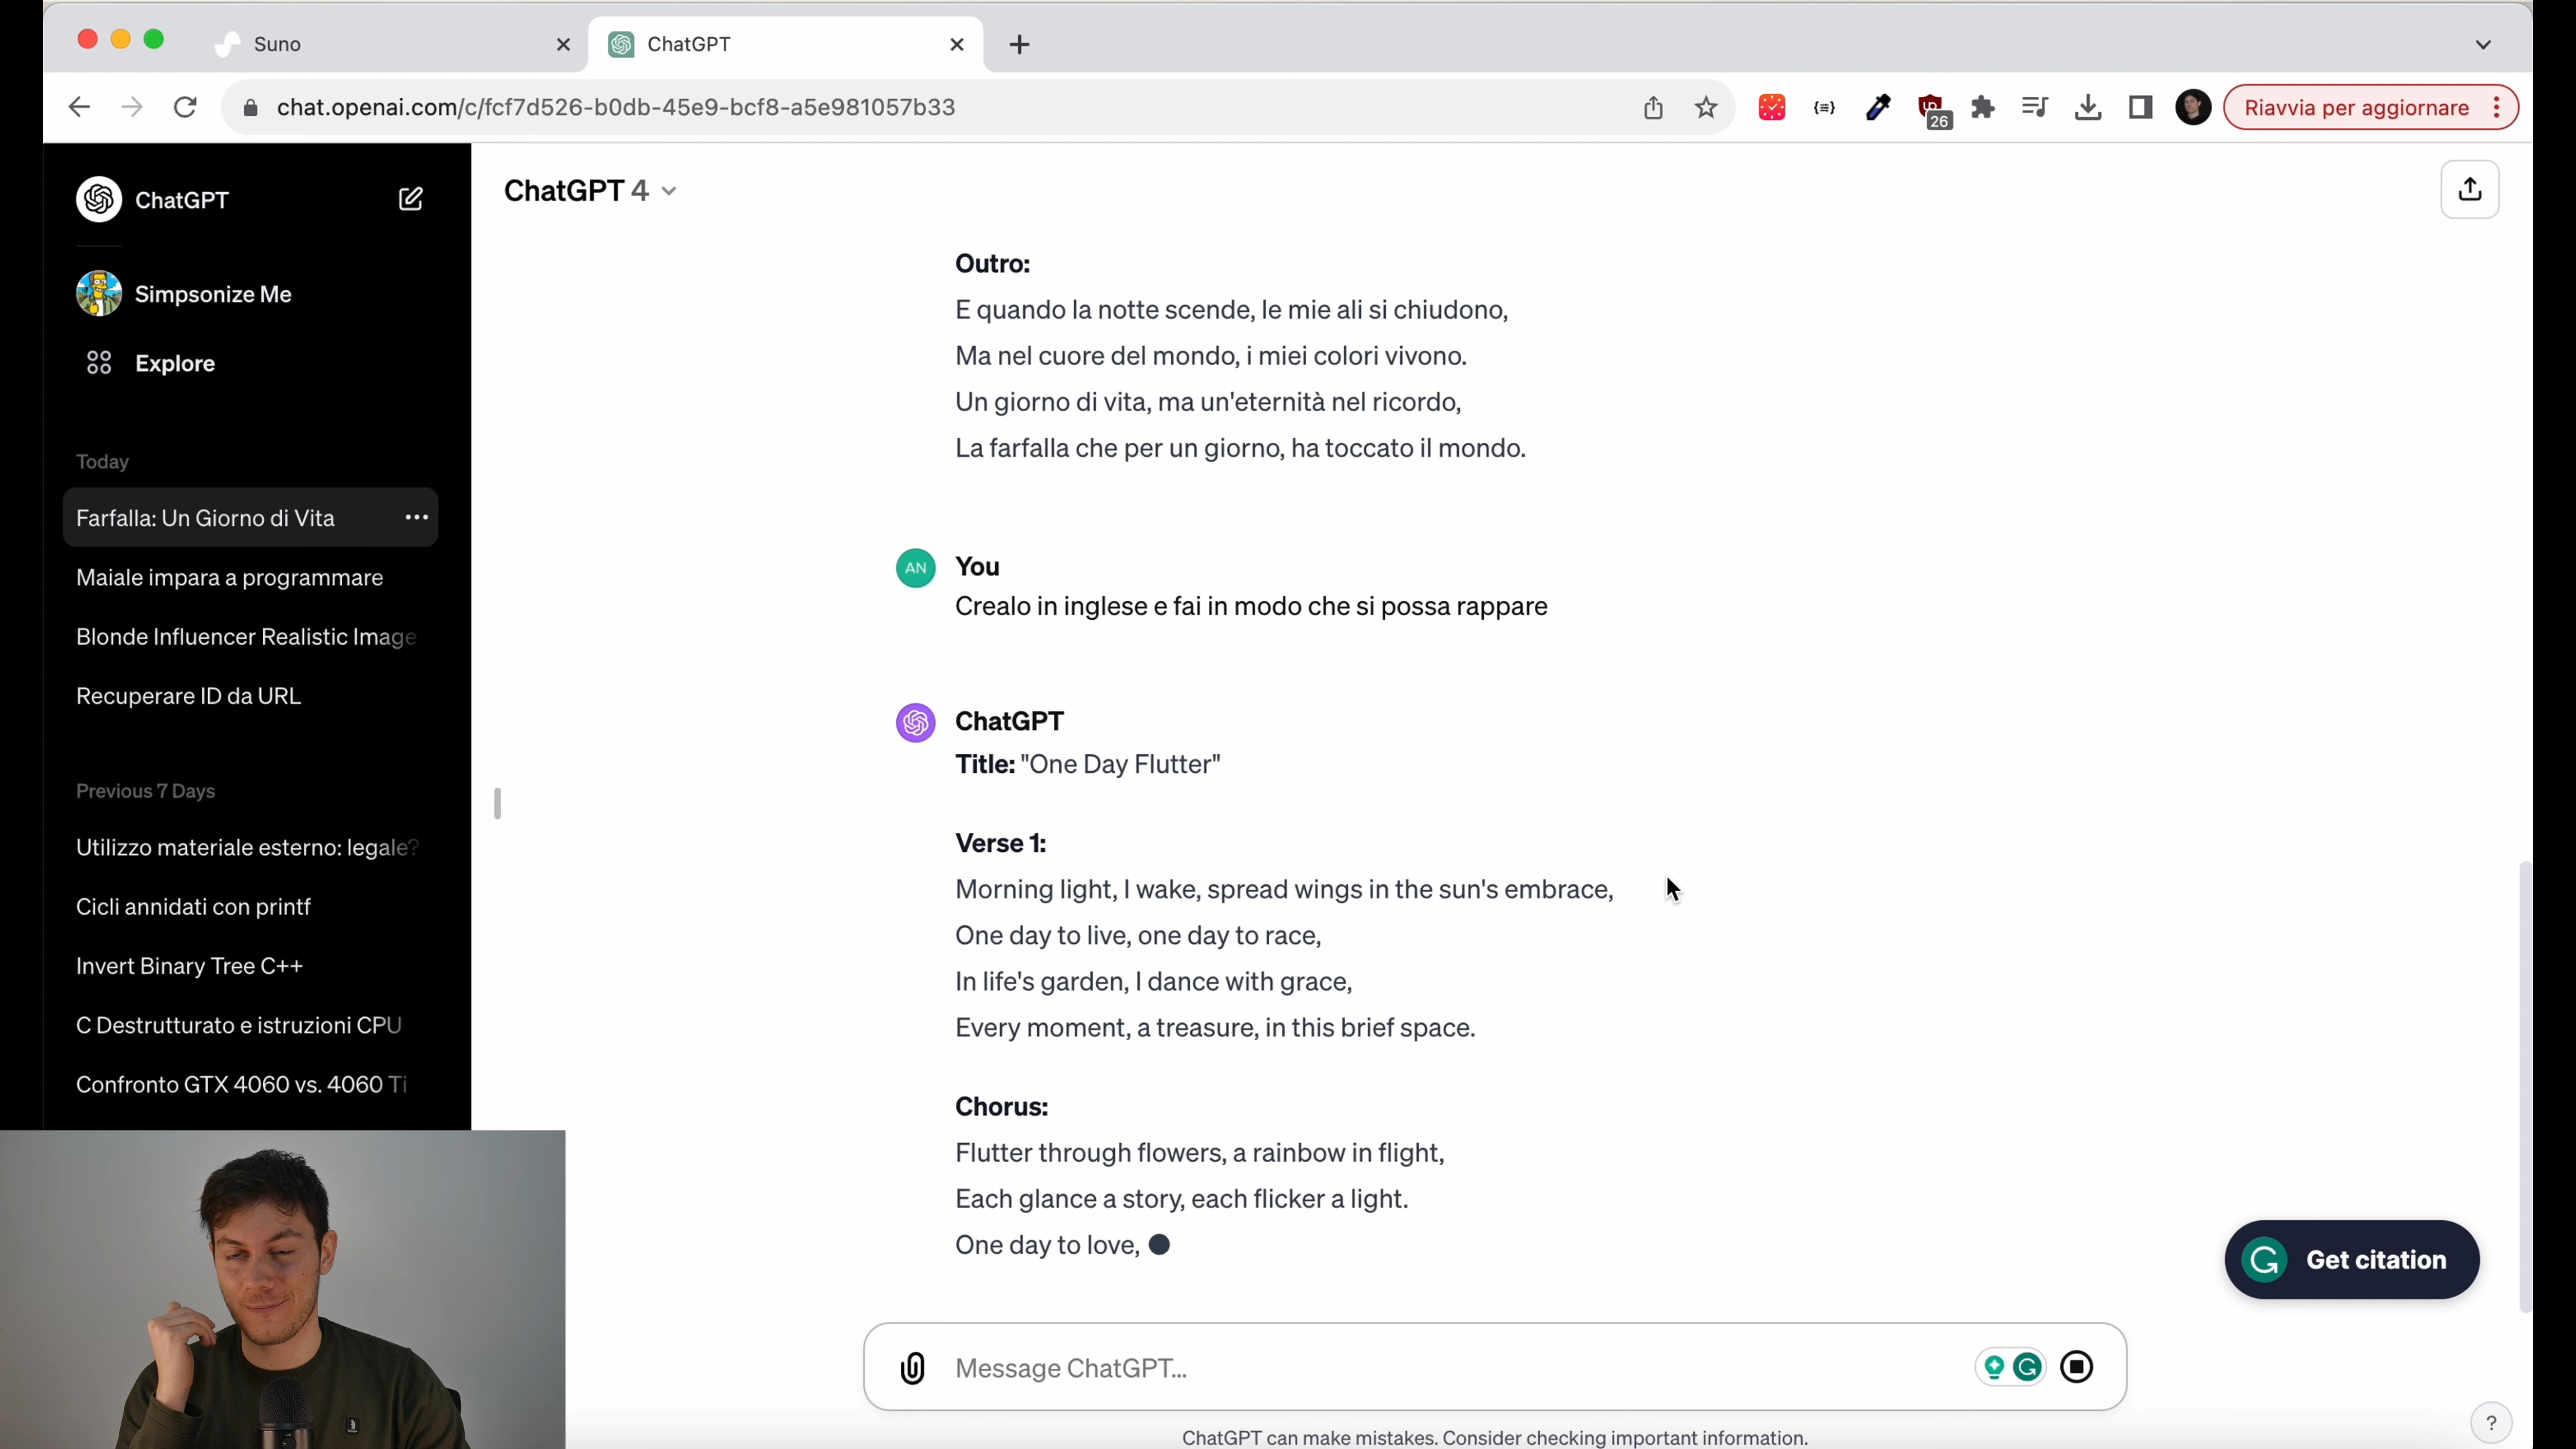 Suno
ChatGPT
chat.openai.com/c/fcf7d526-b0db-45e9-bcf8-a5e981057b33
26
Riavvia per aggiornare
ChatGPT
Simpsonize Me
Explore
Today
Farfalla: Un Giorno di Vita
Maiale impara a programmare
Blonde Influencer Realistic Image
Recuperare ID da URL
Previous 7 Days
Utilizzo materiale esterno: legale?
Cicli annidati con printf
Invert Binary Tree C++
C Destrutturato e istruzioni CPU
Confronto GTX 4060 vs. 4060 Ti
ChatGPT 4
Outro:
E quando la notte scende, le mie ali si chiudono,
Ma nel cuore del mondo, i miei colori vivono.
Un giorno di vita, ma un'eternità nel ricordo,
La farfalla che per un giorno, ha toccato il mondo.
AN
You
Crealo in inglese e fai in modo che si possa rappare
ChatGPT
Title: "One Day Flutter"
Verse 1:
Morning light, I wake, spread wings in the sun's embrace,
One day to live, one day to race,
In life's garden, I dance with grace,
Every moment, a treasure, in this brief space.
Chorus:
Flutter through flowers, a rainbow in flight,
Each glance a story, each flicker a light.
One day to love,
Get citation
Message ChatGPT...
ChatGPT can make mistakes. Consider checking important information.
?